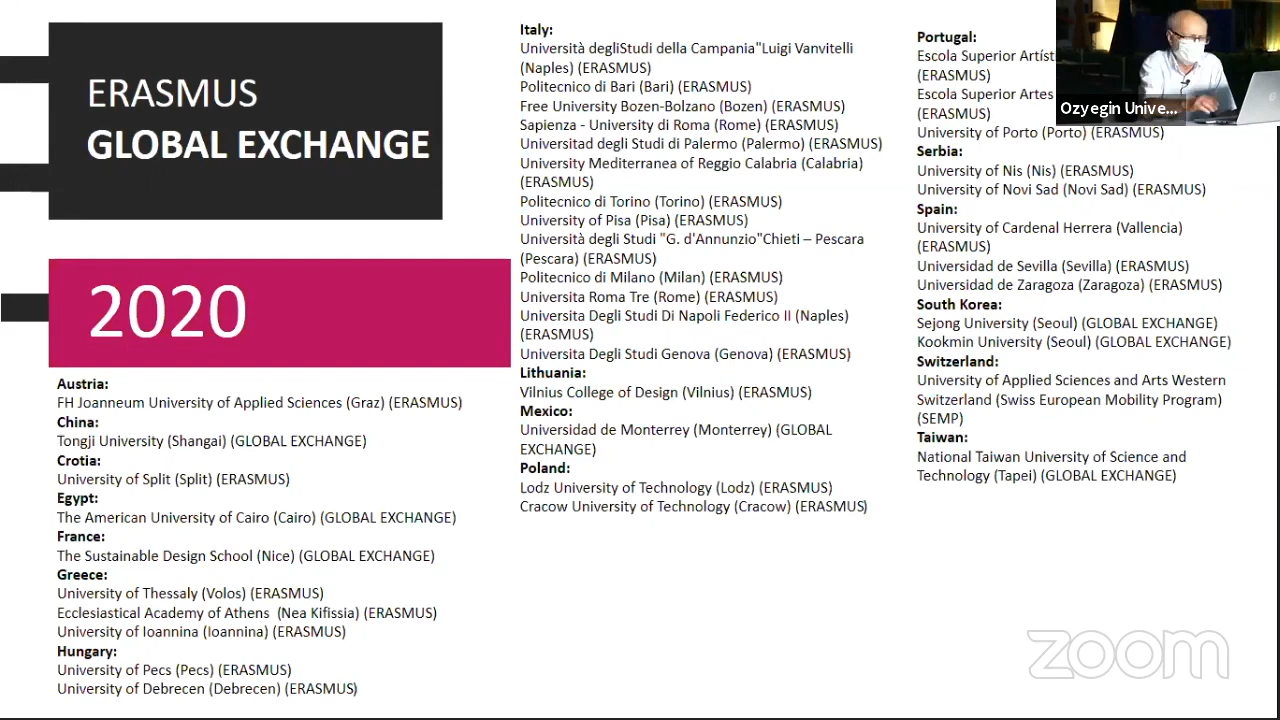 ERASMUS
GLOBAL EXCHANGE
2020
Austria:
FH Joanneum University of Applied Sciences (Graz) (ERASMUS)
China:
Tongji University (Shangai) (GLOBAL EXCHANGE)
Crotia:
University of Split (Split) (ERASMUS)
Egypt:
The American University of Cairo (Cairo) (GLOBAL EXCHANGE)
France:
The Sustainable Design School (Nice) (GLOBAL EXCHANGE)
Greece:
University of Thessaly (Volos) (ERASMUS)
Ecclesiastical Academy of Athens (Nea Kifissia) (ERASMUS)
University of Ioannina (Ioannina) (ERASMUS)
Hungary:
University of Pecs (Pecs) (ERASMUS)
University of Debrecen (Debrecen) (ERASMUS)
Italy:
Università degliStudi della Campania"Luigi Vanvitelli
(Naples) (ERASMUS)
Politecnico di Bari (Bari) (ERASMUS)
Free University Bozen-Bolzano (Bozen) (ERASMUS)
Sapienza - University di Roma (Rome) (ERASMUS)
Universitad degli Studi di Palermo (Palermo) (ERASMUS)
University Mediterranea of Reggio Calabria (Calabria)
(ERASMUS)
Politecnico di Torino (Torino) (ERASMUS)
University of Pisa (Pisa) (ERASMUS)
Università degli Studi "G. d'Annunzio"Chieti – Pescara
(Pescara) (ERASMUS)
Politecnico di Milano (Milan) (ERASMUS)
Universita Roma Tre (Rome) (ERASMUS)
Universita Degli Studi Di Napoli Federico II (Naples)
(ERASMUS)
Universita Degli Studi Genova (Genova) (ERASMUS)
Lithuania:
Vilnius College of Design (Vilnius) (ERASMUS)
Mexico:
Universidad de Monterrey (Monterrey) (GLOBAL
EXCHANGE)
Poland:
Lodz University of Technology (Lodz) (ERASMUS)
Cracow University of Technology (Cracow) (ERASMUS)
Portugal:
Escola Superior Artíst
(ERASMUS)
Escola Superior Artes
(ERASMUS)
University of Porto (Porto) (ERASMUS)
Serbia:
University of Nis (Nis) (ERASMUS)
University of Novi Sad (Novi Sad) (ERASMUS)
Spain:
University of Cardenal Herrera (Vallencia)
(ERASMUS)
Universidad de Sevilla (Sevilla) (ERASMUS)
Universidad de Zaragoza (Zaragoza) (ERASMUS)
South Korea:
Sejong University (Seoul) (GLOBAL EXCHANGE)
Kookmin University (Seoul) (GLOBAL EXCHANGE)
Switzerland:
University of Applied Sciences and Arts Western
Switzerland (Swiss European Mobility Program)
(SEMP)
Taiwan:
National Taiwan University of Science and
Technology (Tapei) (GLOBAL EXCHANGE)
Ozyegin Unive...
zoom